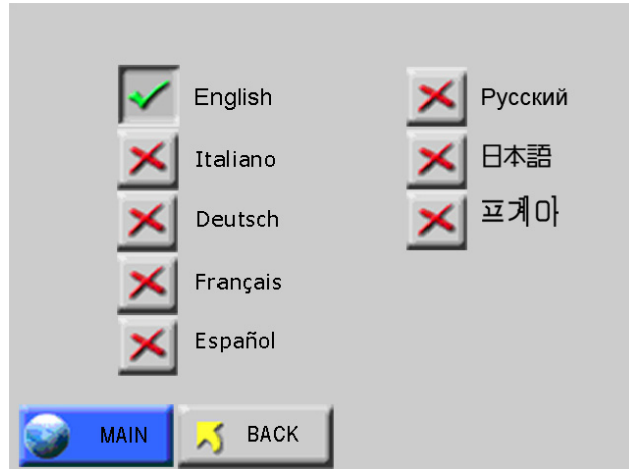 English
Italiano
Deutsch
Français
Español
Русский
日本語
프계아
MAIN
BACK